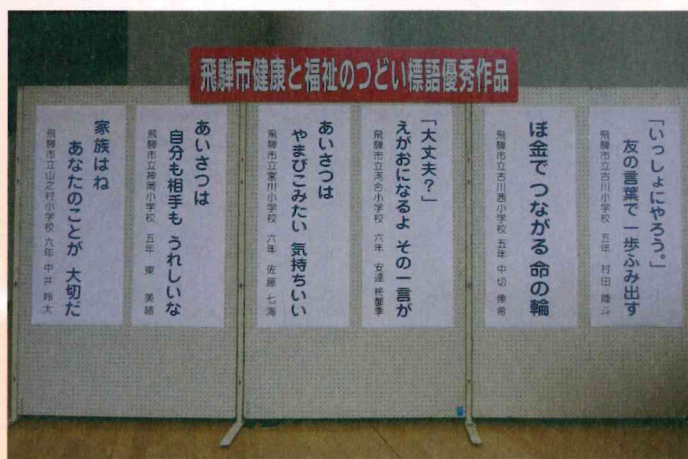 飛騨市健康と福祉のつどい標語優秀作品
「いっしょにやろう。」
友の言葉で 一歩ふみ出す
飛騨市立古川小学校 五年 村田 陸斗
ぼ金で つながる 命の輪
飛騨市立古川西小学校 五年 中切 倖希
「大丈夫?」
えがおになるよ その一言が
飛騨市立河合小学校 六年 安達
あいさつは
やまびこみたい 気持ちいい
飛騨市立宮川小学校 六年 佐藤 七海
あいさつは
自分も相手も うれしいな
飛騨市立神岡小学校 五年 東 美
家族はね
あなたのことが 大切だ
飛騨市立山之村小学校 六年 中井 太